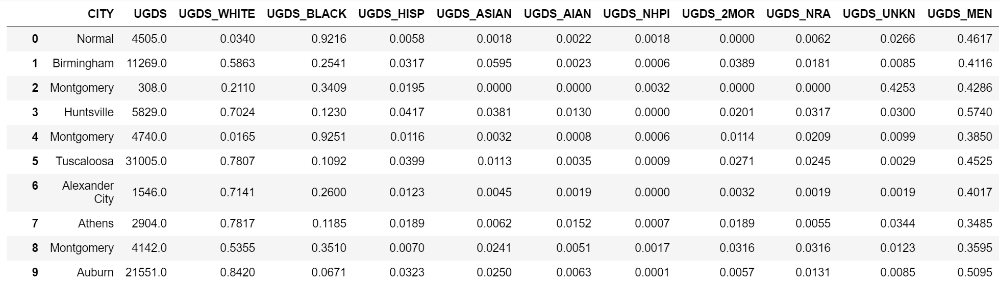 CITY UGDS UGDS_WHITE UGDS_BLACK UGDS_HISP UGDS_ASIAN UGDS_AIAN UGDS_NHPI UGDS_2MOR UGDS_NRA UGDS_UNKN UGDS_MEN
0 Normal 4505.0 0.0340 0.9216 0.0058 0.0018 0.0022 0.0018 0.0000 0.0062 0.0266 0.4617
1 Birmingham 11269.0 0.5863 0.2541 0.0317 0.0595 0.0023 0.0006 0.0389 0.0181 0.0085 0.4116
2 Montgomery 308.0 0.2110 0.3409 0.0195 0.0000 0.0000 0.0032 0.0000 0.0000 0.4253 0.4286
3 Huntsville 5829.0 0.7024 0.1230 0.0417 0.0381 0.0130 0.0000 0.0201 0.0317 0.0300 0.5740
4 Montgomery 4740.0 0.0165 0.9251 0.0116 0.0032 0.0008 0.0006 0.0114 0.0209 0.0099 0.3850
5 Tuscaloosa 31005.0 0.7807 0.1092 0.0399 0.0113 0.0035 0.0009 0.0271 0.0245 0.0029 0.4525
6 Alexander
City 1546.0 0.7141 0.2600 0.0123 0.0045 0.0019 0.0000 0.0032 0.0019 0.0019 0.4017
7 Athens 2904.0 0.7817 0.1185 0.0189 0.0062 0.0152 0.0007 0.0189 0.0055 0.0344 0.3485
8 Montgomery 4142.0 0.5355 0.3510 0.0070 0.0241 0.0051 0.0017 0.0316 0.0316 0.0123 0.3595
9 Auburn 21551.0 0.8420 0.0671 0.0323 0.0250 0.0063 0.0001 0.0057 0.0131 0.0085 0.5095